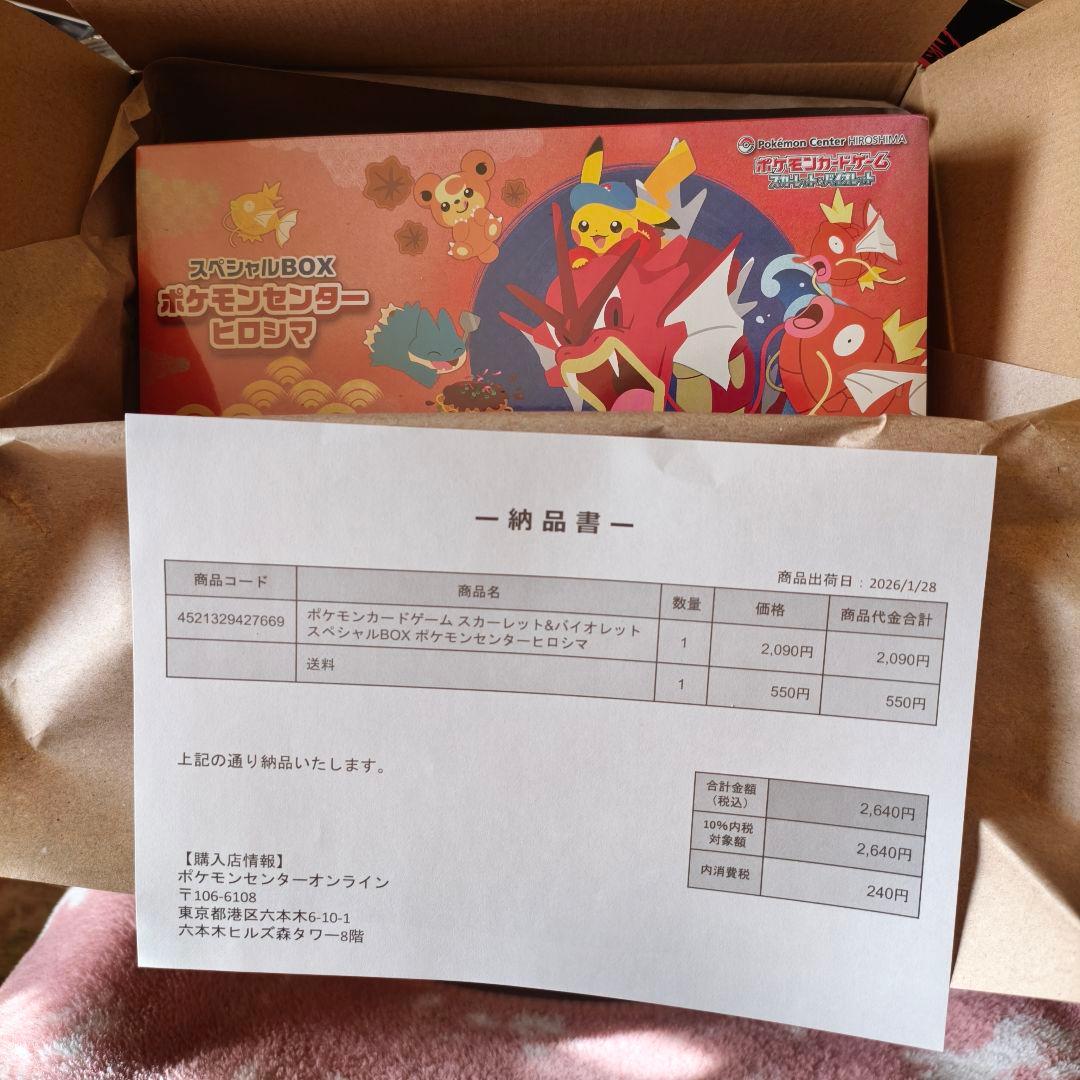 Pokémon Center HIROSHIMA
ポケモンカードゲーム
スカーレット&バイオレット
スペシャルBOX
ポケモンセンター
ヒロシマ
ー納品書ー
商品出荷日：2026/1/28
商品コード 商品名 数量 価格 商品代金合計
4521329427669 ポケモンカードゲーム スカーレット&バイオレット
スペシャルBOX ポケモンセンターヒロシマ 1 2,090円 2,090円
送料 1 550円 550円
上記の通り納品いたします。
合計金額
（税込） 2,640円
10%内税
対象額 2,640円
内消費税 240円
【購入店情報】
ポケモンセンターオンライン
〒106-6108
東京都港区六本木6-10-1
六本木ヒルズ森タワー8階